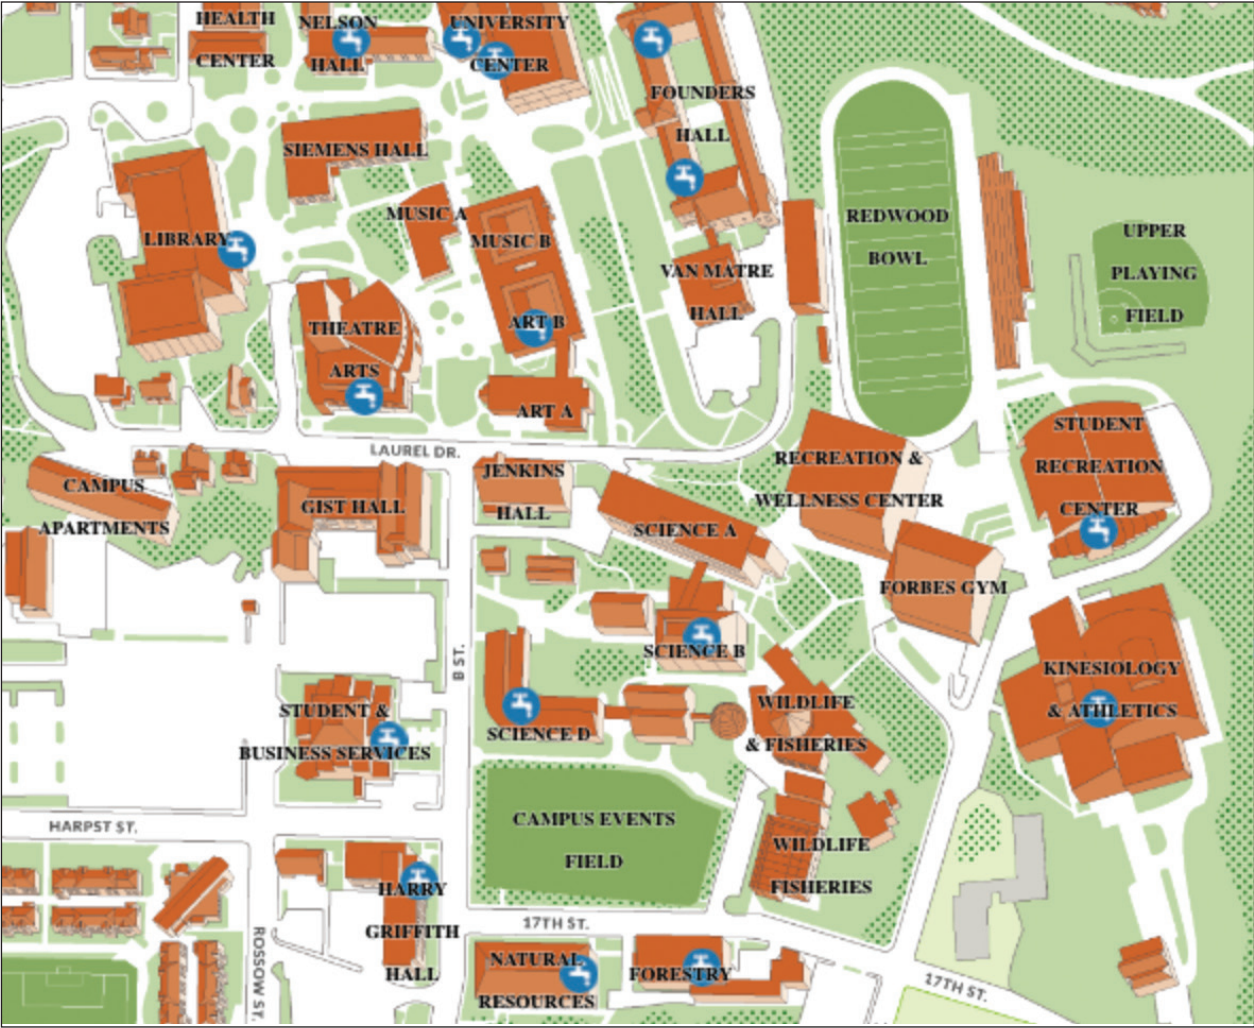 HEALTH
CENTER
NELSON
HALL
UNIVERSITY
CENTER
FOUNDERS
HALL
SIEMENS HALL
LIBRARY
MUSIC A
MUSIC B
REDWOOD
BOWL
UPPER
PLAYING
FIELD
VAN MATRE
HALL
THEATRE
ARTS
ART B
ART A
LAUREL DR.
STUDENT
RECREATION
CENTER
RECREATION &
WELLNESS CENTER
CAMPUS
APARTMENTS
GIST HALL
JENKINS
HALL
SCIENCE A
FORBES GYM
SCIENCE B
B ST.
KINESIOLOGY
& ATHLETICS
STUDENT &
BUSINESS SERVICES
SCIENCE D
WILDLIFE
& FISHERIES
HARPST ST.
CAMPUS EVENTS
FIELD
WILDLIFE
FISHERIES
HARRY
GRIFFITH
HALL
17TH ST.
ROSSOW ST.
NATURAL
RESOURCES
FORESTRY
17TH ST.